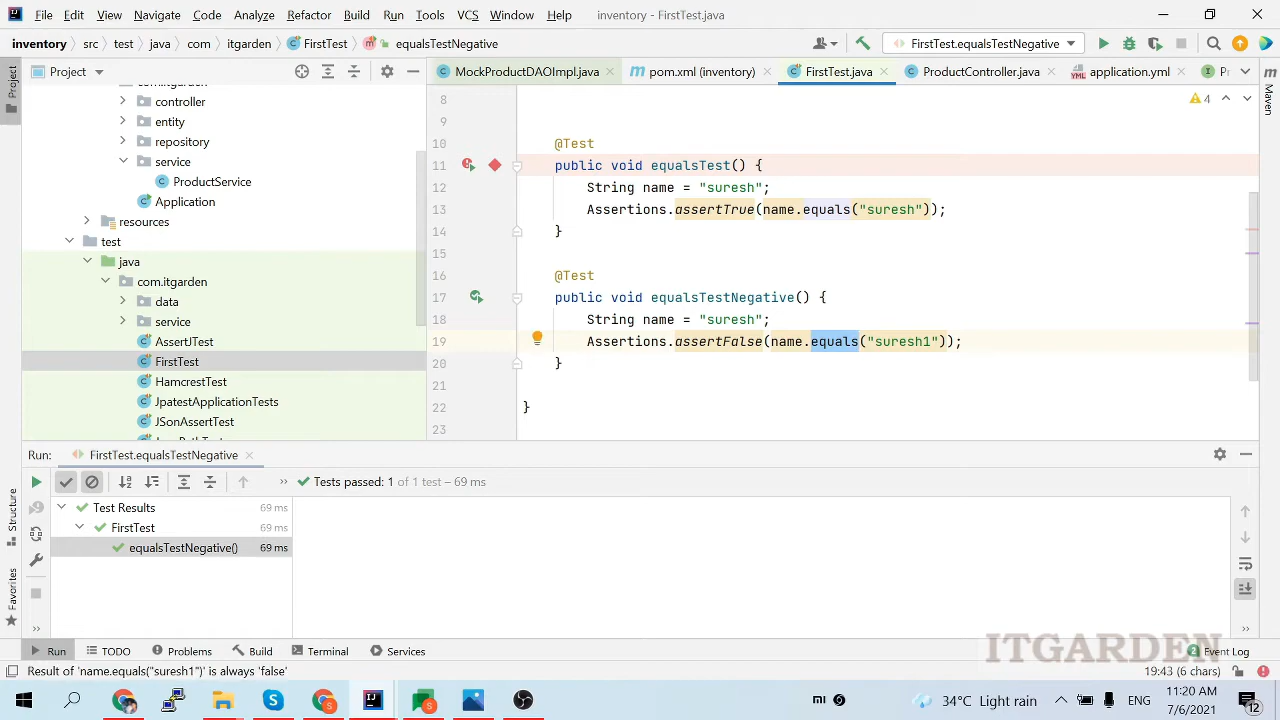 File Edit View Navigate Code Analyze Refactor Build Run Tools VCS Window Help inventory - FirstTest.java
inventory src test java com itgarden FirstTest equalsTestNegative FirstTest.equalsTestNegative
Project
Project
MockProductDAOImpl.java pom.xml (inventory) FirstTest.java ProductController.java application.yml
Maven
controller
entity
repository
service
ProductService
Application
resources
test
java
com.itgarden
data
service
AssertJTest
FirstTest
HamcrestTest
JpatestApplicationTests
JSonAssertTest
4
8
9
10 @Test
11 public void equalsTest() {
12 String name = "suresh";
13 Assertions.assertTrue(name.equals("suresh"));
14 }
15
16 @Test
17 public void equalsTestNegative() {
18 String name = "suresh";
19 Assertions.assertFalse(name.equals("suresh1"));
20 }
21
22 }
23
Run: FirstTest.equalsTestNegative
Tests passed: 1 of 1 test – 69 ms
Test Results 69 ms
FirstTest 69 ms
equalsTestNegative() 69 ms
Structure
Favorites
ITGARDEN
Run TODO Problems Build Terminal Services 2 Event Log
Result of 'name.equals("suresh1")' is always 'false' 19:43 (6 chars)
34°C Light rain ENG 11:20 AM
7/6/2021
12